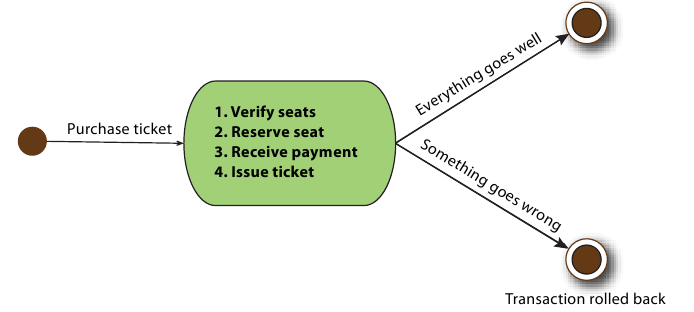 Purchase ticket
1. Verify seats
2. Reserve seat
3. Receive payment
4. Issue ticket
Everything goes well
Something goes wrong
Transaction rolled back